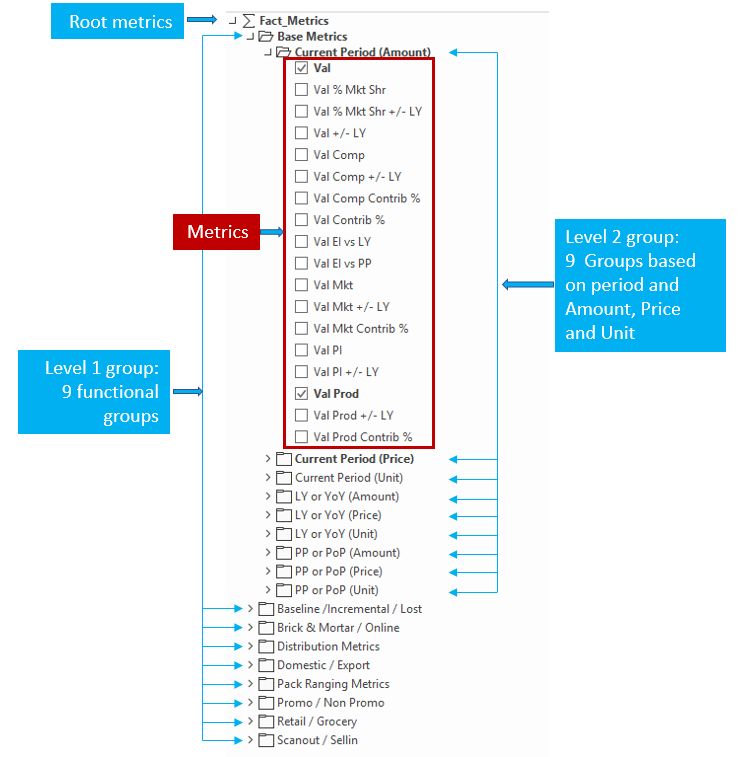 Root metrics
Fact_Metrics
Base Metrics
Current Period (Amount)
Val
Val % Mkt Shr
Val % Mkt Shr +/- LY
Val +/- LY
Val Comp
Val Comp +/- LY
Val Comp Contrib %
Val Contrib %
Val EI vs LY
Val EI vs PP
Val Mkt
Val Mkt +/- LY
Val Mkt Contrib %
Val PI
Val PI +/- LY
Val Prod
Val Prod +/- LY
Val Prod Contrib %
Metrics
Level 2 group:
9 Groups based
on period and
Amount, Price
and Unit
Level 1 group:
9 functional
groups
Current Period (Price)
Current Period (Unit)
LY or YoY (Amount)
LY or YoY (Price)
LY or YoY (Unit)
PP or PoP (Amount)
PP or PoP (Price)
PP or PoP (Unit)
Baseline /Incremental / Lost
Brick & Mortar / Online
Distribution Metrics
Domestic / Export
Pack Ranging Metrics
Promo / Non Promo
Retail / Grocery
Scanout / Sellin